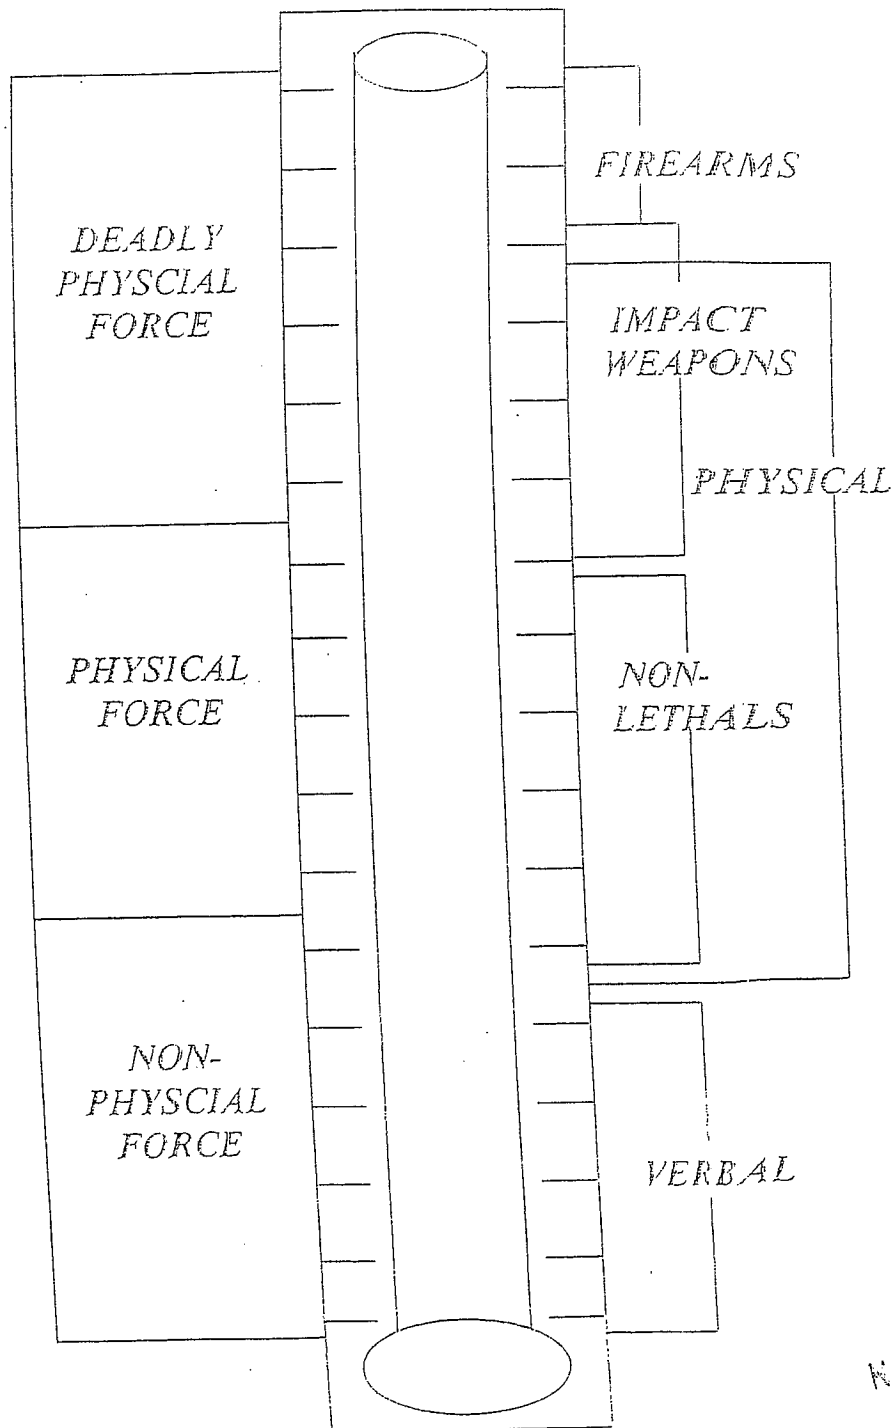 DEADLY
PHYSCIAL
FORCE
PHYSICAL
FORCE
NON-
PHYSCIAL
FORCE
FIREARMS
IMPACT
WEAPONS
PHYSICAL
NON-
LETHALS
VERBAL